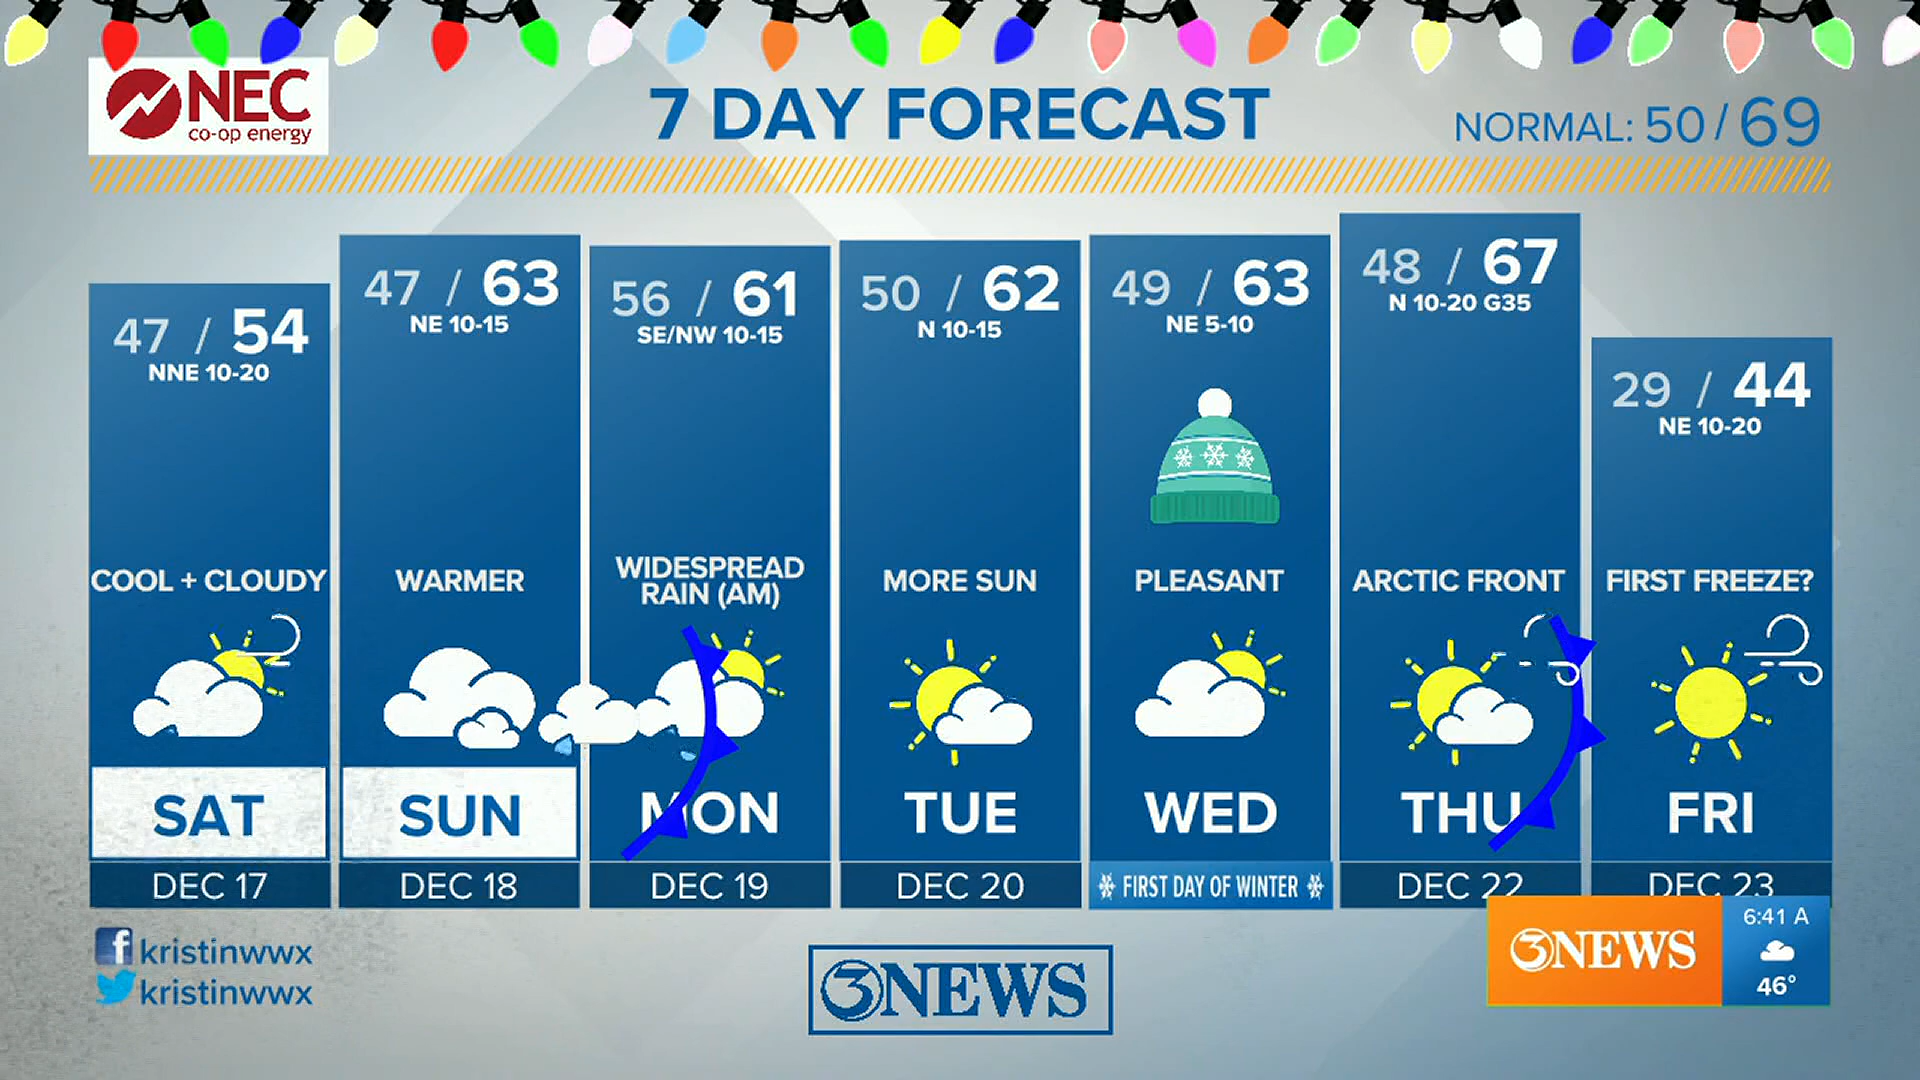 NEC
co-op energy
7 DAY FORECAST
NORMAL: 50 / 69
47 / 54
NNE 10-20
COOL + CLOUDY
SAT
DEC 17
47 / 63
NE 10-15
WARMER
SUN
DEC 18
56 / 61
SE/NW 10-15
WIDESPREAD
RAIN (AM)
MON
DEC 19
50 / 62
N 10-15
MORE SUN
TUE
DEC 20
49 / 63
NE 5-10
PLEASANT
WED
FIRST DAY OF WINTER
48 / 67
N 10-20 G35
ARCTIC FRONT
THU
DEC 22
29 / 44
NE 10-20
FIRST FREEZE?
FRI
DEC 23
f kristinwwx
kristinwwx
3NEWS
3NEWS
6:41 A
46°